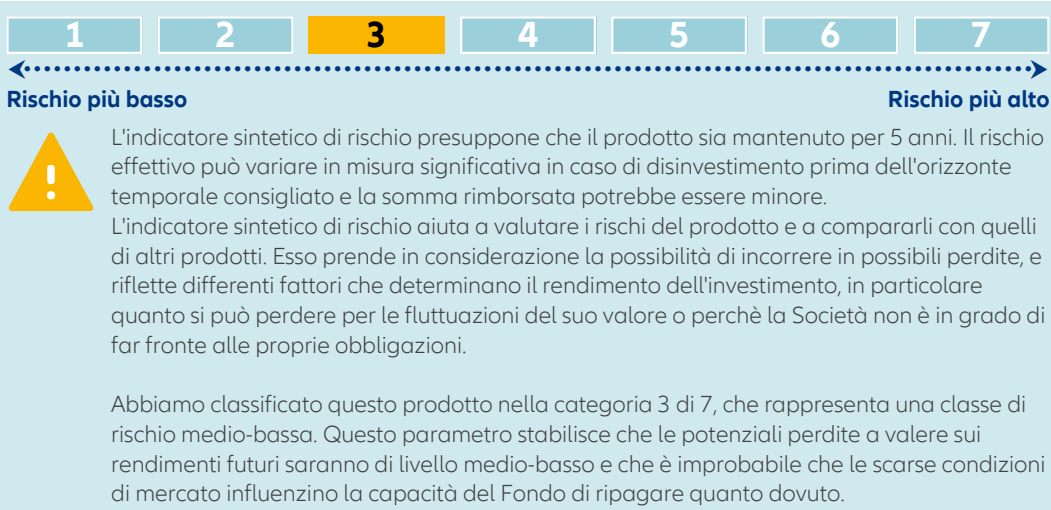 1 2 3 4 5 6 7
Rischio più basso Rischio più alto
L'indicatore sintetico di rischio presuppone che il prodotto sia mantenuto per 5 anni. Il rischio
effettivo può variare in misura significativa in caso di disinvestimento prima dell'orizzonte
temporale consigliato e la somma rimborsata potrebbe essere minore.
L'indicatore sintetico di rischio aiuta a valutare i rischi del prodotto e a compararli con quelli
di altri prodotti. Esso prende in considerazione la possibilità di incorrere in possibili perdite, e
riflette differenti fattori che determinano il rendimento dell'investimento, in particolare
quanto si può perdere per le fluttuazioni del suo valore o perchè la Società non è in grado di
far fronte alle proprie obbligazioni.
Abbiamo classificato questo prodotto nella categoria 3 di 7, che rappresenta una classe di
rischio medio-bassa. Questo parametro stabilisce che le potenziali perdite a valere sui
rendimenti futuri saranno di livello medio-basso e che è improbabile che le scarse condizioni
di mercato influenzino la capacità del Fondo di ripagare quanto dovuto.